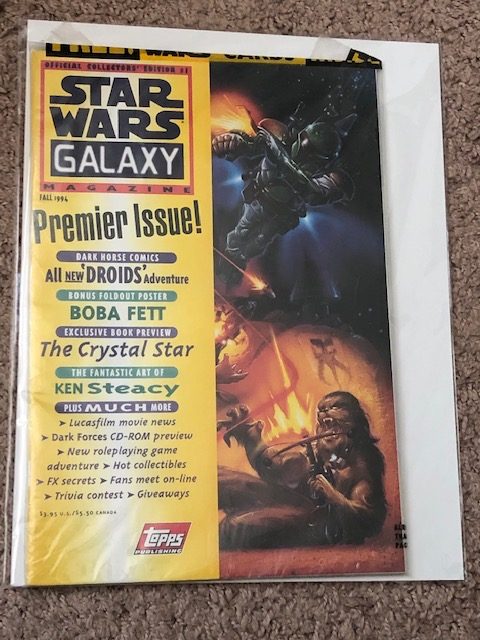 FREE! WARS CARDS
OFFICIAL COLLECTORS' EDITION #1
STAR
WARS
GALAXY
MAGAZINE
FALL 1994
Premier Issue!
DARK HORSE COMICS
All NEW 'DROIDS' Adventure
BONUS FOLDOUT POSTER
BOBA FETT
EXCLUSIVE BOOK PREVIEW
The Crystal Star
THE FANTASTIC ART OF
KEN Steacy
PLUS MUCH MORE
➤ Lucasfilm movie news
➤ Dark Forces CD-ROM preview
➤ New roleplaying game
adventure ➤ Hot collectibles
➤ FX secrets ➤ Fans meet on-line
➤ Trivia contest ➤ Giveaways
$3.95 U.S./$5.50 CANADA
Topps
PUBLISHING